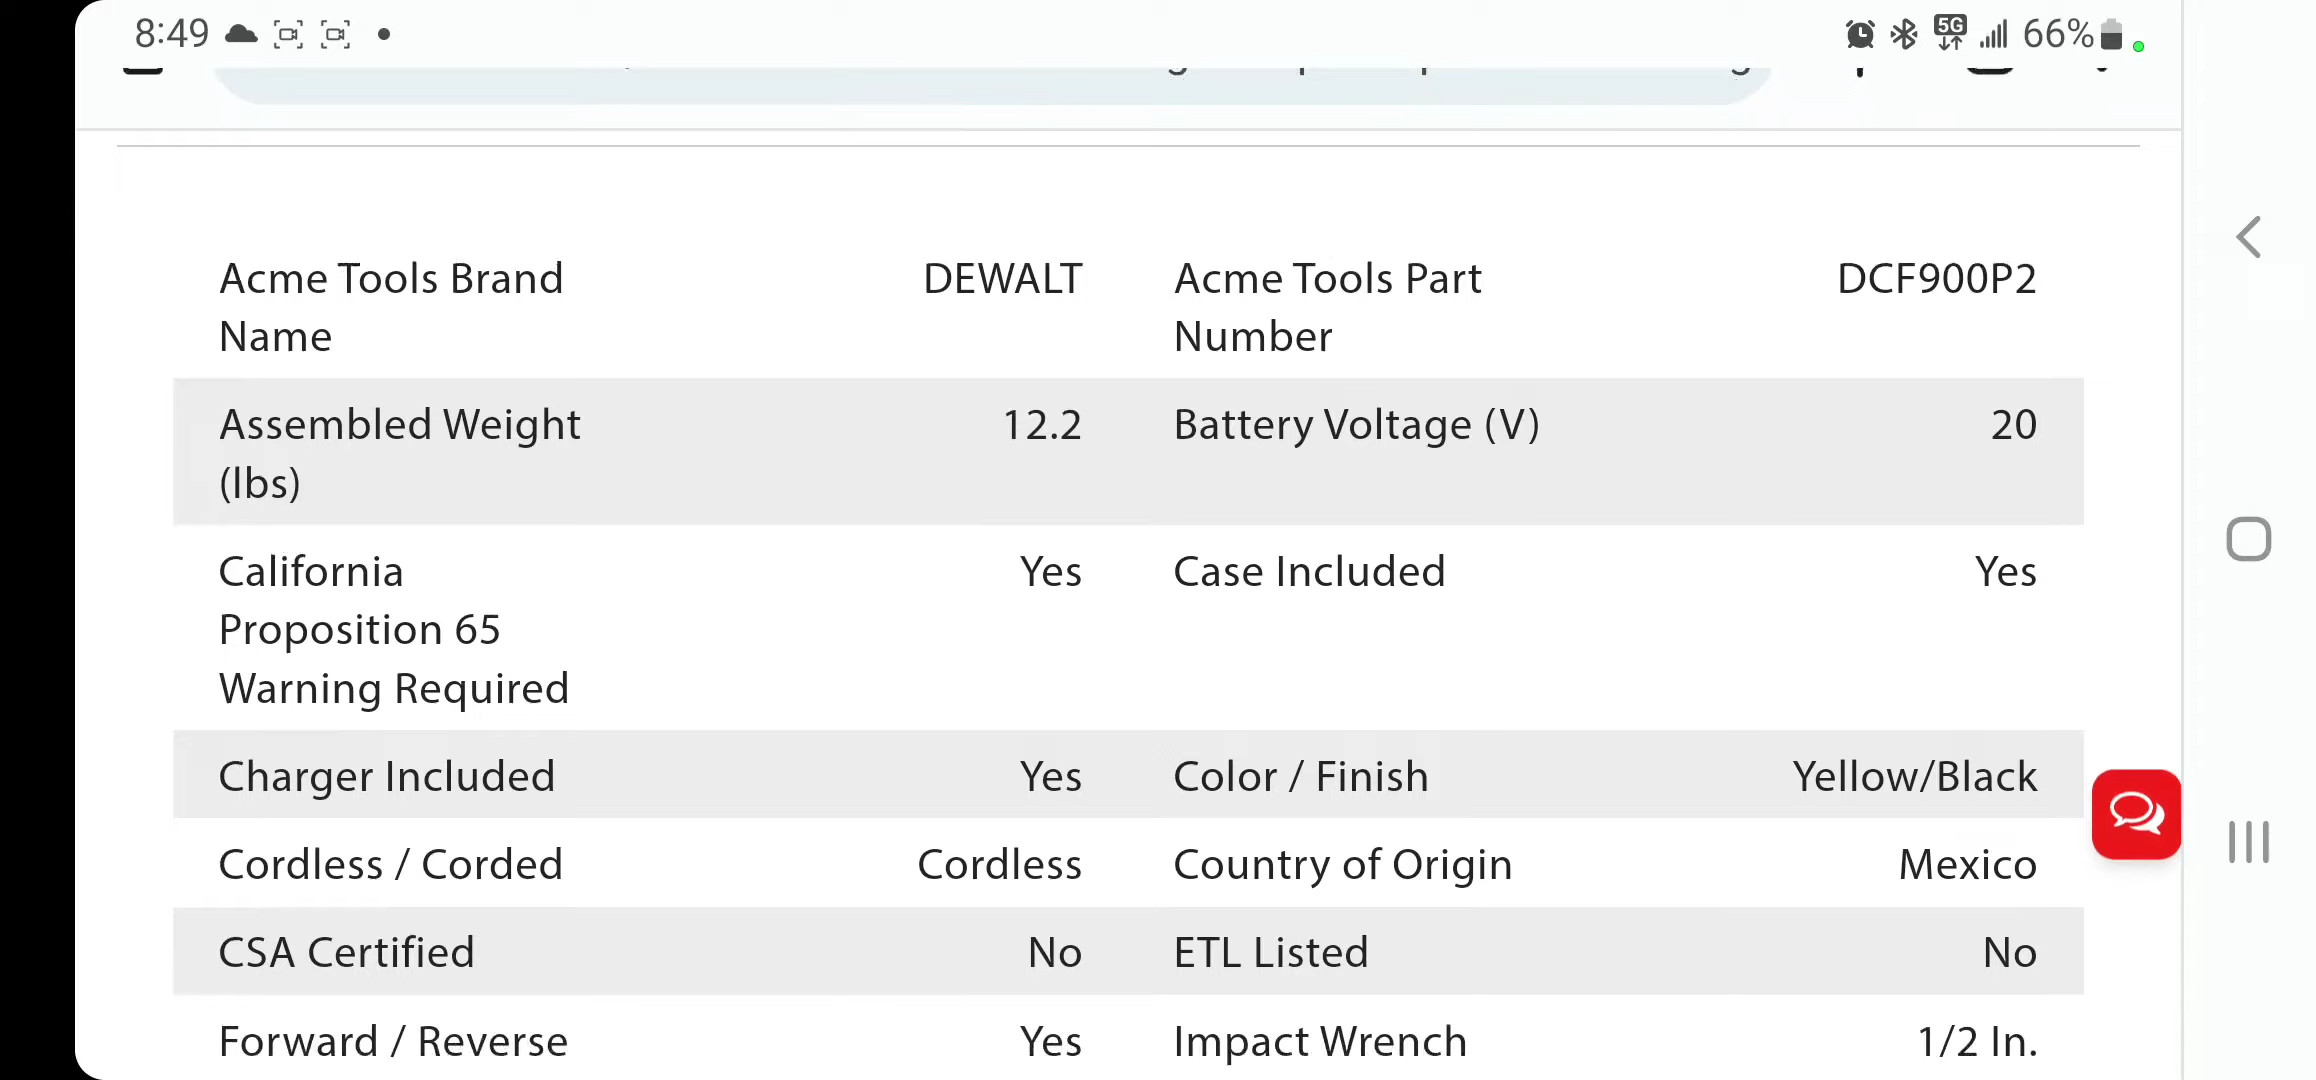 8:49
5G
66%
Acme Tools Brand Name
DEWALT
Acme Tools Part Number
DCF900P2
Assembled Weight (lbs)
12.2
Battery Voltage (V)
20
California Proposition 65 Warning Required
Yes
Case Included
Yes
Charger Included
Yes
Color / Finish
Yellow/Black
Cordless / Corded
Cordless
Country of Origin
Mexico
CSA Certified
No
ETL Listed
No
Forward / Reverse
Yes
Impact Wrench
1/2 In.